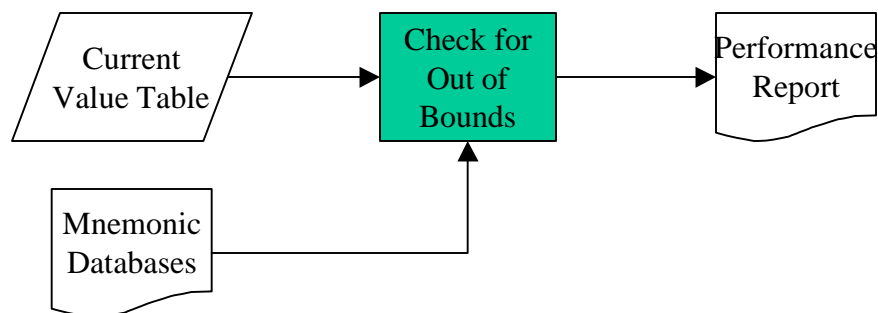 Current
Value Table
Check for
Out of
Bounds
Performance
Report
Mnemonic
Databases